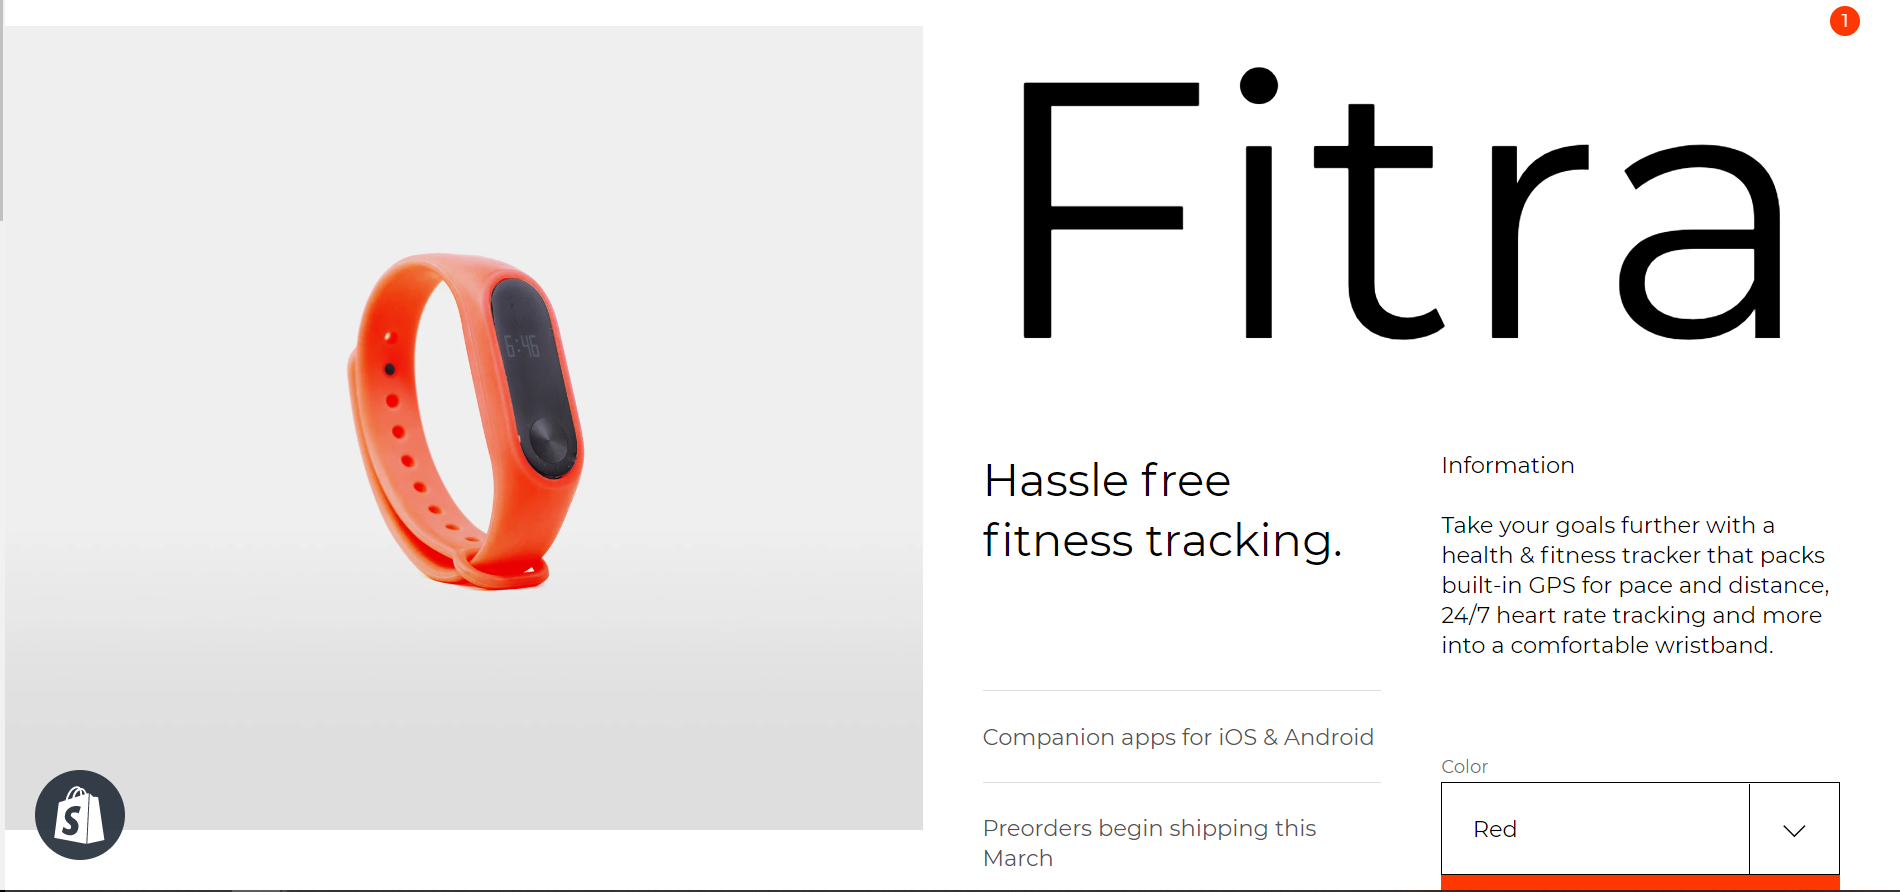 1
Fitra
6:46
Hassle free
fitness tracking.
Information
Take your goals further with a
health & fitness tracker that packs
built-in GPS for pace and distance,
24/7 heart rate tracking and more
into a comfortable wristband.
Companion apps for iOS & Android
Preorders begin shipping this
March
Color
Red
S